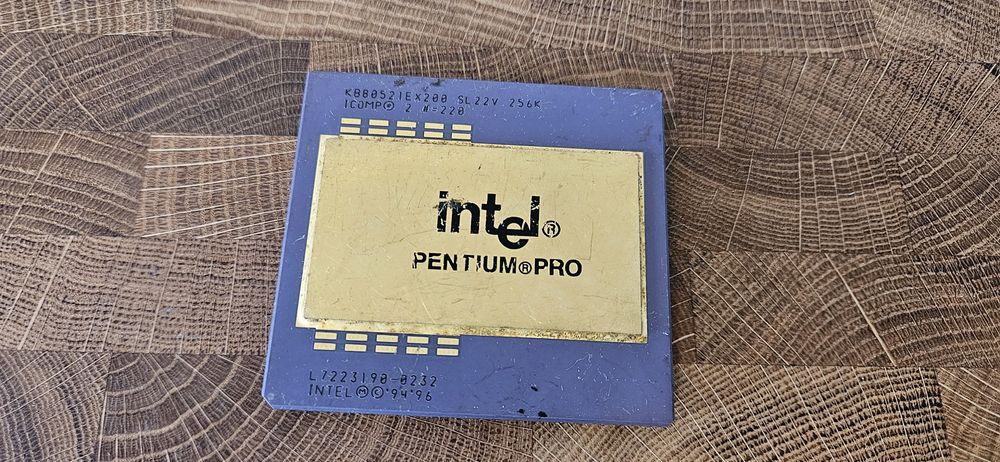 KB80521EX200 SL22V 256K
ICOMP® 2 #=220
intel®
PENTIUM®PRO
L7223190-0232
INTEL Ⓜ © '94 '96